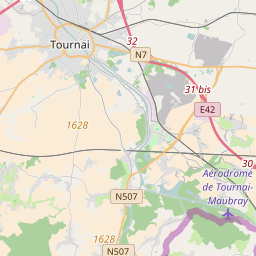 Tournai
32
N7
31 bis
E42
1628
30
Aérodrome
de Tournai-
Maubray
N507
1628
N507